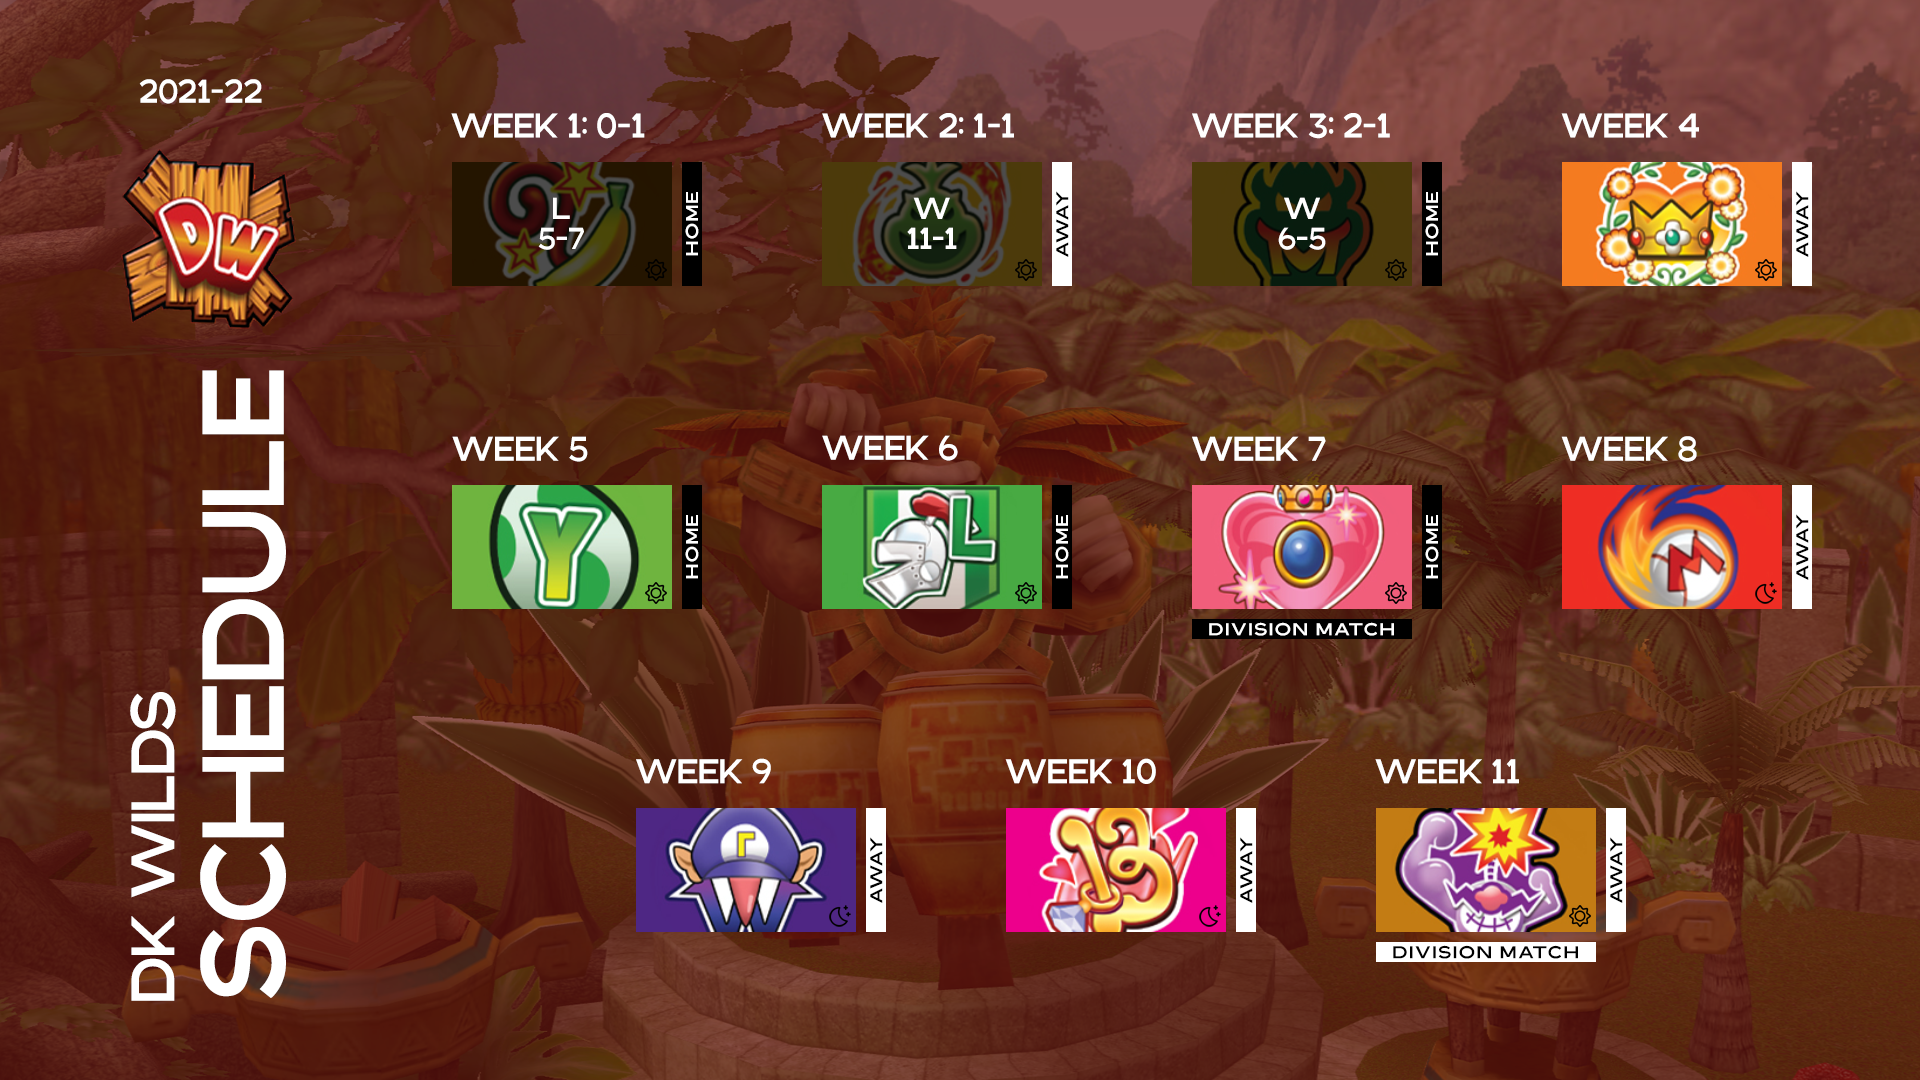 2021-22
DW
DK WILDS
SCHEDULE
WEEK 1: 0-1
L
5-7
HOME
WEEK 2: 1-1
W
11-1
AWAY
WEEK 3: 2-1
W
6-5
HOME
WEEK 4
AWAY
WEEK 5
Y
HOME
WEEK 6
L
HOME
WEEK 7
HOME
DIVISION MATCH
WEEK 8
M
AWAY
WEEK 9
Γ
W
AWAY
WEEK 10
13
AWAY
WEEK 11
AWAY
DIVISION MATCH